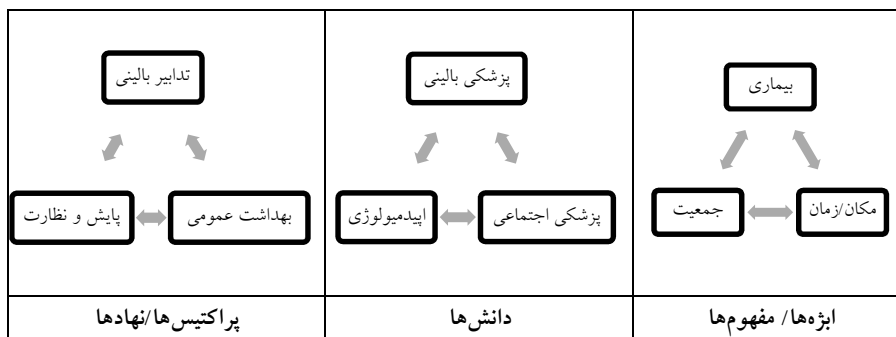 بیماری
مکان/زمان
جمعیت
ابژه‌ها/ مفهوم‌ها
پزشکی بالینی
پزشکی اجتماعی
اپیدمیولوژی
دانش‌ها
تدابیر بالینی
بهداشت عمومی
پایش و نظارت
پراکتیس‌ها/نهادها